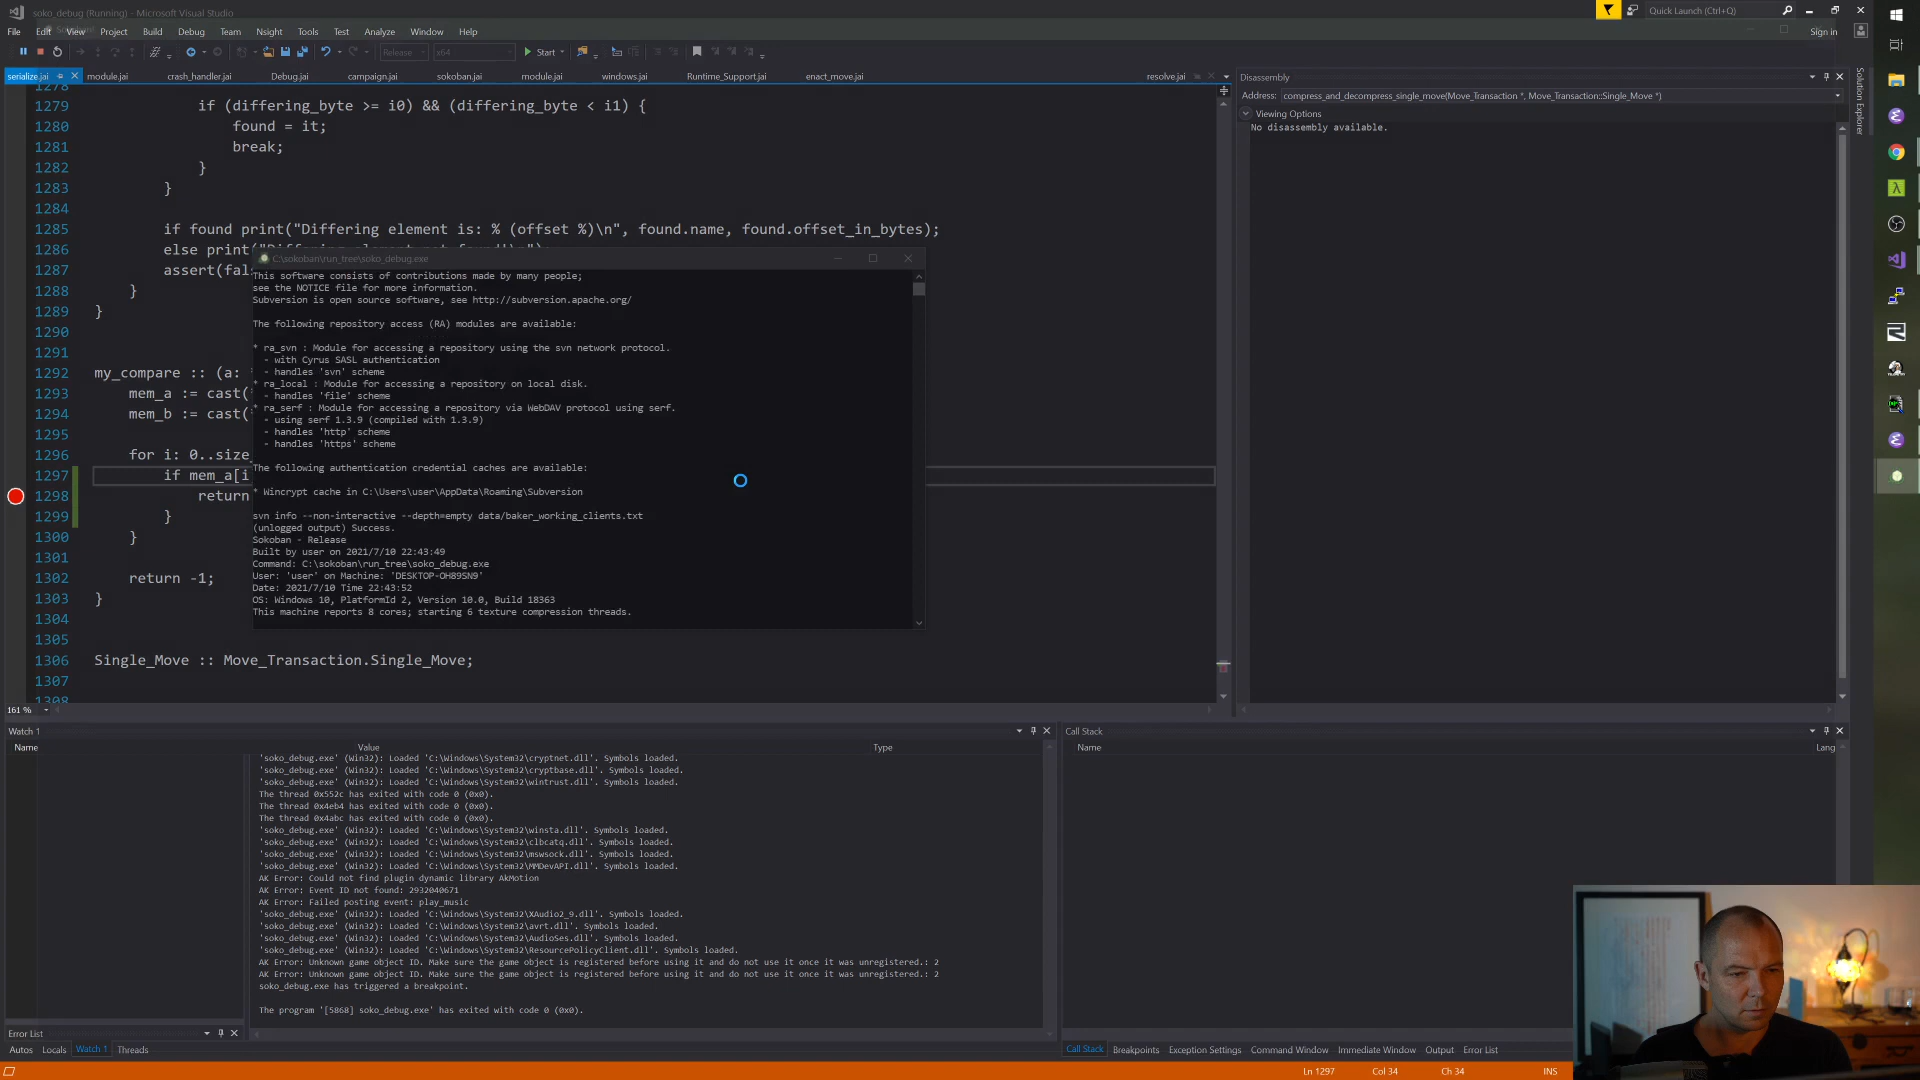 soko_debug (Running) - Microsoft Visual Studio
Quick Launch (Ctrl+Q)
File Edit View Project Build Debug Team Nsight Tools Test Analyze Window Help
Sign in
Release x64 Start
serialize.jai module.jai crash_handler.jai Debug.jai campaign.jai sokoban.jai module.jai windows.jai Runtime_Support.jai enact_move.jai resolve.jai
1278
1279 if (differing_byte >= i0) && (differing_byte < i1) {
1280 found = it;
1281 break;
1282 }
1283 }
1284
1285 if found print("Differing element is: % (offset %)\n", found.name, found.offset_in_bytes);
1286 else print(
1287 assert(fal
1288 }
1289 }
1290
1291
1292 my_compare :: (a:
1293 mem_a := cast(
1294 mem_b := cast(
1295
1296 for i: 0..size_
1297 if mem_a[i
1298 return
1299 }
1300 }
1301
1302 return -1;
1303 }
1304
1305
1306 Single_Move :: Move_Transaction.Single_Move;
1307
1308
161 %
C:\sokoban\run_tree\soko_debug.exe
This software consists of contributions made by many people;
see the NOTICE file for more information.
Subversion is open source software, see http://subversion.apache.org/
The following repository access (RA) modules are available:
* ra_svn : Module for accessing a repository using the svn network protocol.
- with Cyrus SASL authentication
- handles 'svn' scheme
* ra_local : Module for accessing a repository on local disk.
- handles 'file' scheme
* ra_serf : Module for accessing a repository via WebDAV protocol using serf.
- using serf 1.3.9 (compiled with 1.3.9)
- handles 'http' scheme
- handles 'https' scheme
The following authentication credential caches are available:
* Wincrypt cache in C:\Users\user\AppData\Roaming\Subversion
svn info --non-interactive --depth=empty data/baker_working_clients.txt
(unlogged output) Success.
Sokoban - Release
Built by user on 2021/7/10 22:43:49
Command: C:\sokoban\run_tree\soko_debug.exe
User: 'user' on Machine: 'DESKTOP-OH89SN9'
Date: 2021/7/10 Time 22:43:52
OS: Windows 10, PlatformId 2, Version 10.0, Build 18363
This machine reports 8 cores; starting 6 texture compression threads.
Disassembly
Address: compress_and_decompress_single_move(Move_Transaction *, Move_Transaction::Single_Move *)
Viewing Options
No disassembly available.
Solution Explorer
Watch 1
Name Value Type
'soko_debug.exe' (Win32): Loaded 'C:\Windows\System32\cryptnet.dll'. Symbols loaded.
'soko_debug.exe' (Win32): Loaded 'C:\Windows\System32\cryptbase.dll'. Symbols loaded.
'soko_debug.exe' (Win32): Loaded 'C:\Windows\System32\wintrust.dll'. Symbols loaded.
The thread 0x552c has exited with code 0 (0x0).
The thread 0x4eb4 has exited with code 0 (0x0).
The thread 0x4abc has exited with code 0 (0x0).
'soko_debug.exe' (Win32): Loaded 'C:\Windows\System32\winsta.dll'. Symbols loaded.
'soko_debug.exe' (Win32): Loaded 'C:\Windows\System32\clbcatq.dll'. Symbols loaded.
'soko_debug.exe' (Win32): Loaded 'C:\Windows\System32\mswsock.dll'. Symbols loaded.
'soko_debug.exe' (Win32): Loaded 'C:\Windows\System32\MMDevAPI.dll'. Symbols loaded.
AK Error: Could not find plugin dynamic library AkMotion
AK Error: Event ID not found: 2932040671
AK Error: Failed posting event: play_music
'soko_debug.exe' (Win32): Loaded 'C:\Windows\System32\XAudio2_9.dll'. Symbols loaded.
'soko_debug.exe' (Win32): Loaded 'C:\Windows\System32\avrt.dll'. Symbols loaded.
'soko_debug.exe' (Win32): Loaded 'C:\Windows\System32\AudioSes.dll'. Symbols loaded.
'soko_debug.exe' (Win32): Loaded 'C:\Windows\System32\ResourcePolicyClient.dll'. Symbols loaded.
AK Error: Unknown game object ID. Make sure the game object is registered before using it and do not use it once it was unregistered.: 2
AK Error: Unknown game object ID. Make sure the game object is registered before using it and do not use it once it was unregistered.: 2
soko_debug.exe has triggered a breakpoint.
The program '[5868] soko_debug.exe' has exited with code 0 (0x0).
Call Stack
Name Lang
Error List
Autos Locals Watch 1 Threads
Call Stack Breakpoints Exception Settings Command Window Immediate Window Output Error List
Ln 1297 Col 34 Ch 34 INS